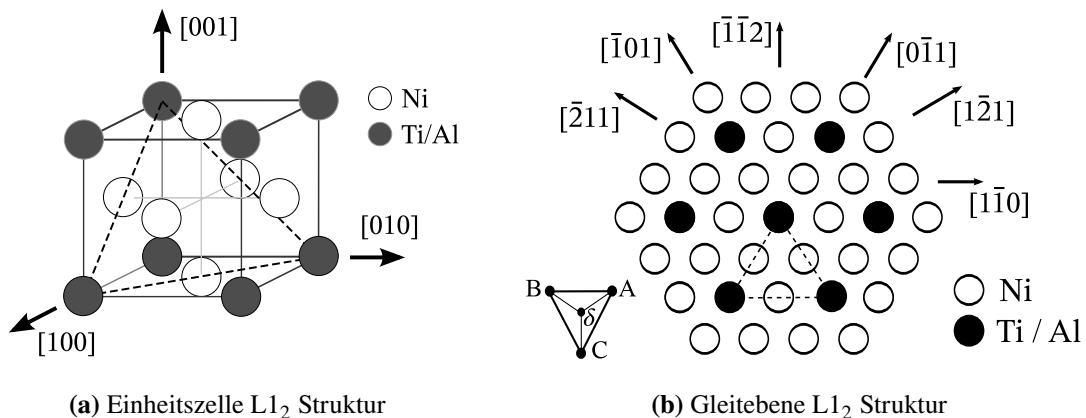 [001]
Ni
Ti/Al
[010]
[100]
[1̄01]
[1̄1̄2]
[01̄1]
[2̄11]
[12̄1]
[11̄0]
B
A
δ
C
Ni
Ti / Al
(a) Einheitszelle L1₂ Struktur
(b) Gleitebene L1₂ Struktur